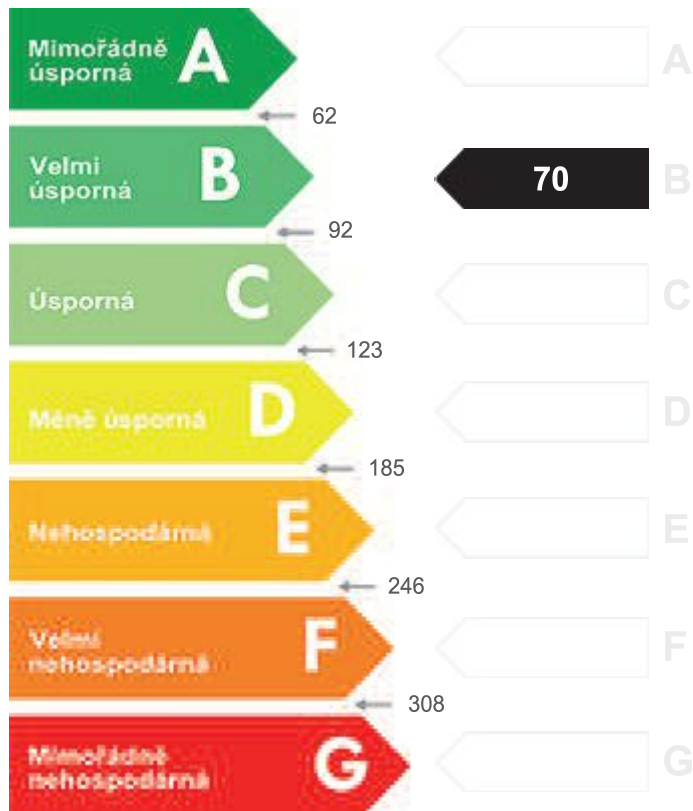 Mimořádně
úsporná
A
A
62
Velmi
úsporná
B
70
B
92
Úsporná
C
C
123
Méně úsporná
D
D
185
Nehospodárná
E
E
246
Velmi
nehospodárná
F
F
308
Mimořádně
nehospodárná
G
G